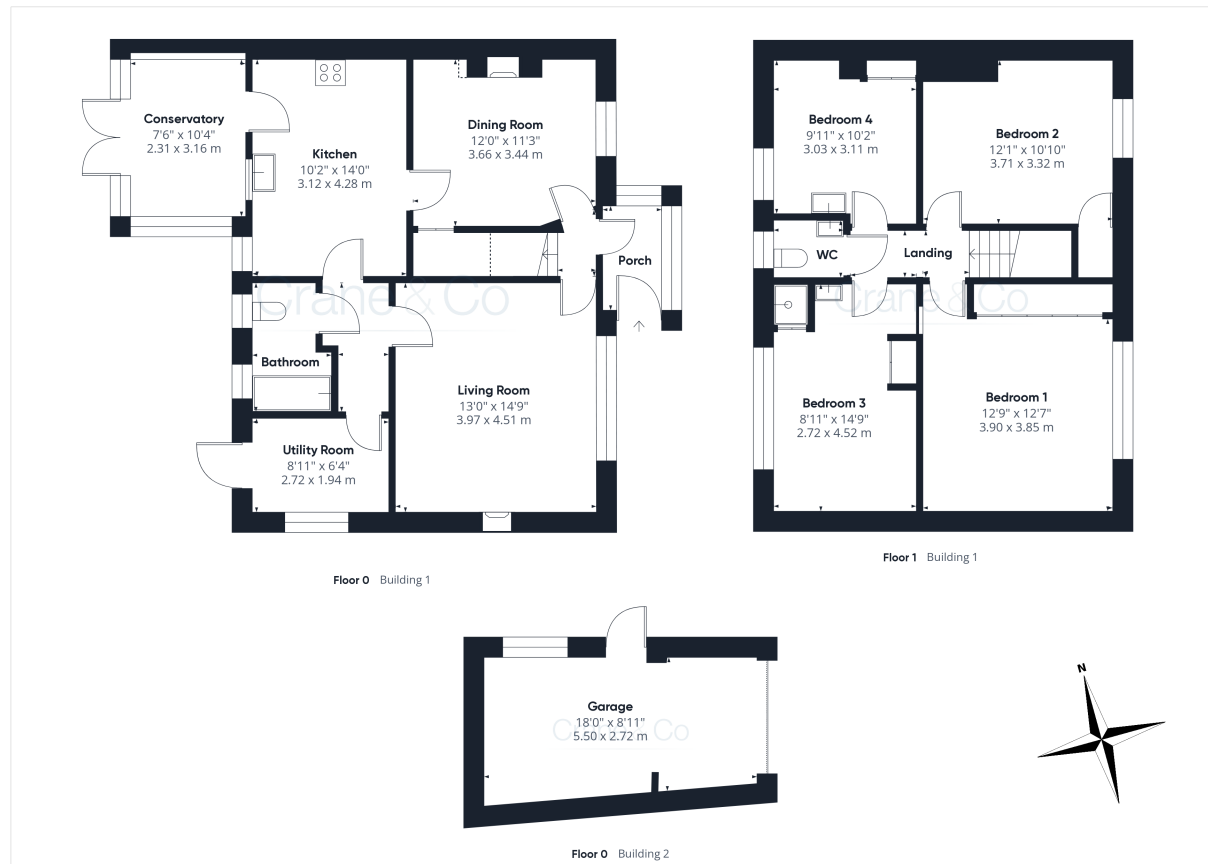 Conservatory
7'6" x 10'4"
2.31 x 3.16 m
Kitchen
10'2" x 14'0"
3.12 x 4.28 m
Dining Room
12'0" x 11'3"
3.66 x 3.44 m
Porch
Bathroom
Living Room
13'0" x 14'9"
3.97 x 4.51 m
Utility Room
8'11" x 6'4"
2.72 x 1.94 m
Crane & Co
Floor 0 Building 1
Bedroom 4
9'11" x 10'2"
3.03 x 3.11 m
Bedroom 2
12'1" x 10'10"
3.71 x 3.32 m
WC
Landing
Crane & Co
Bedroom 3
8'11" x 14'9"
2.72 x 4.52 m
Bedroom 1
12'9" x 12'7"
3.90 x 3.85 m
Floor 1 Building 1
Garage
18'0" x 8'11"
5.50 x 2.72 m
Crane & Co
Floor 0 Building 2
N